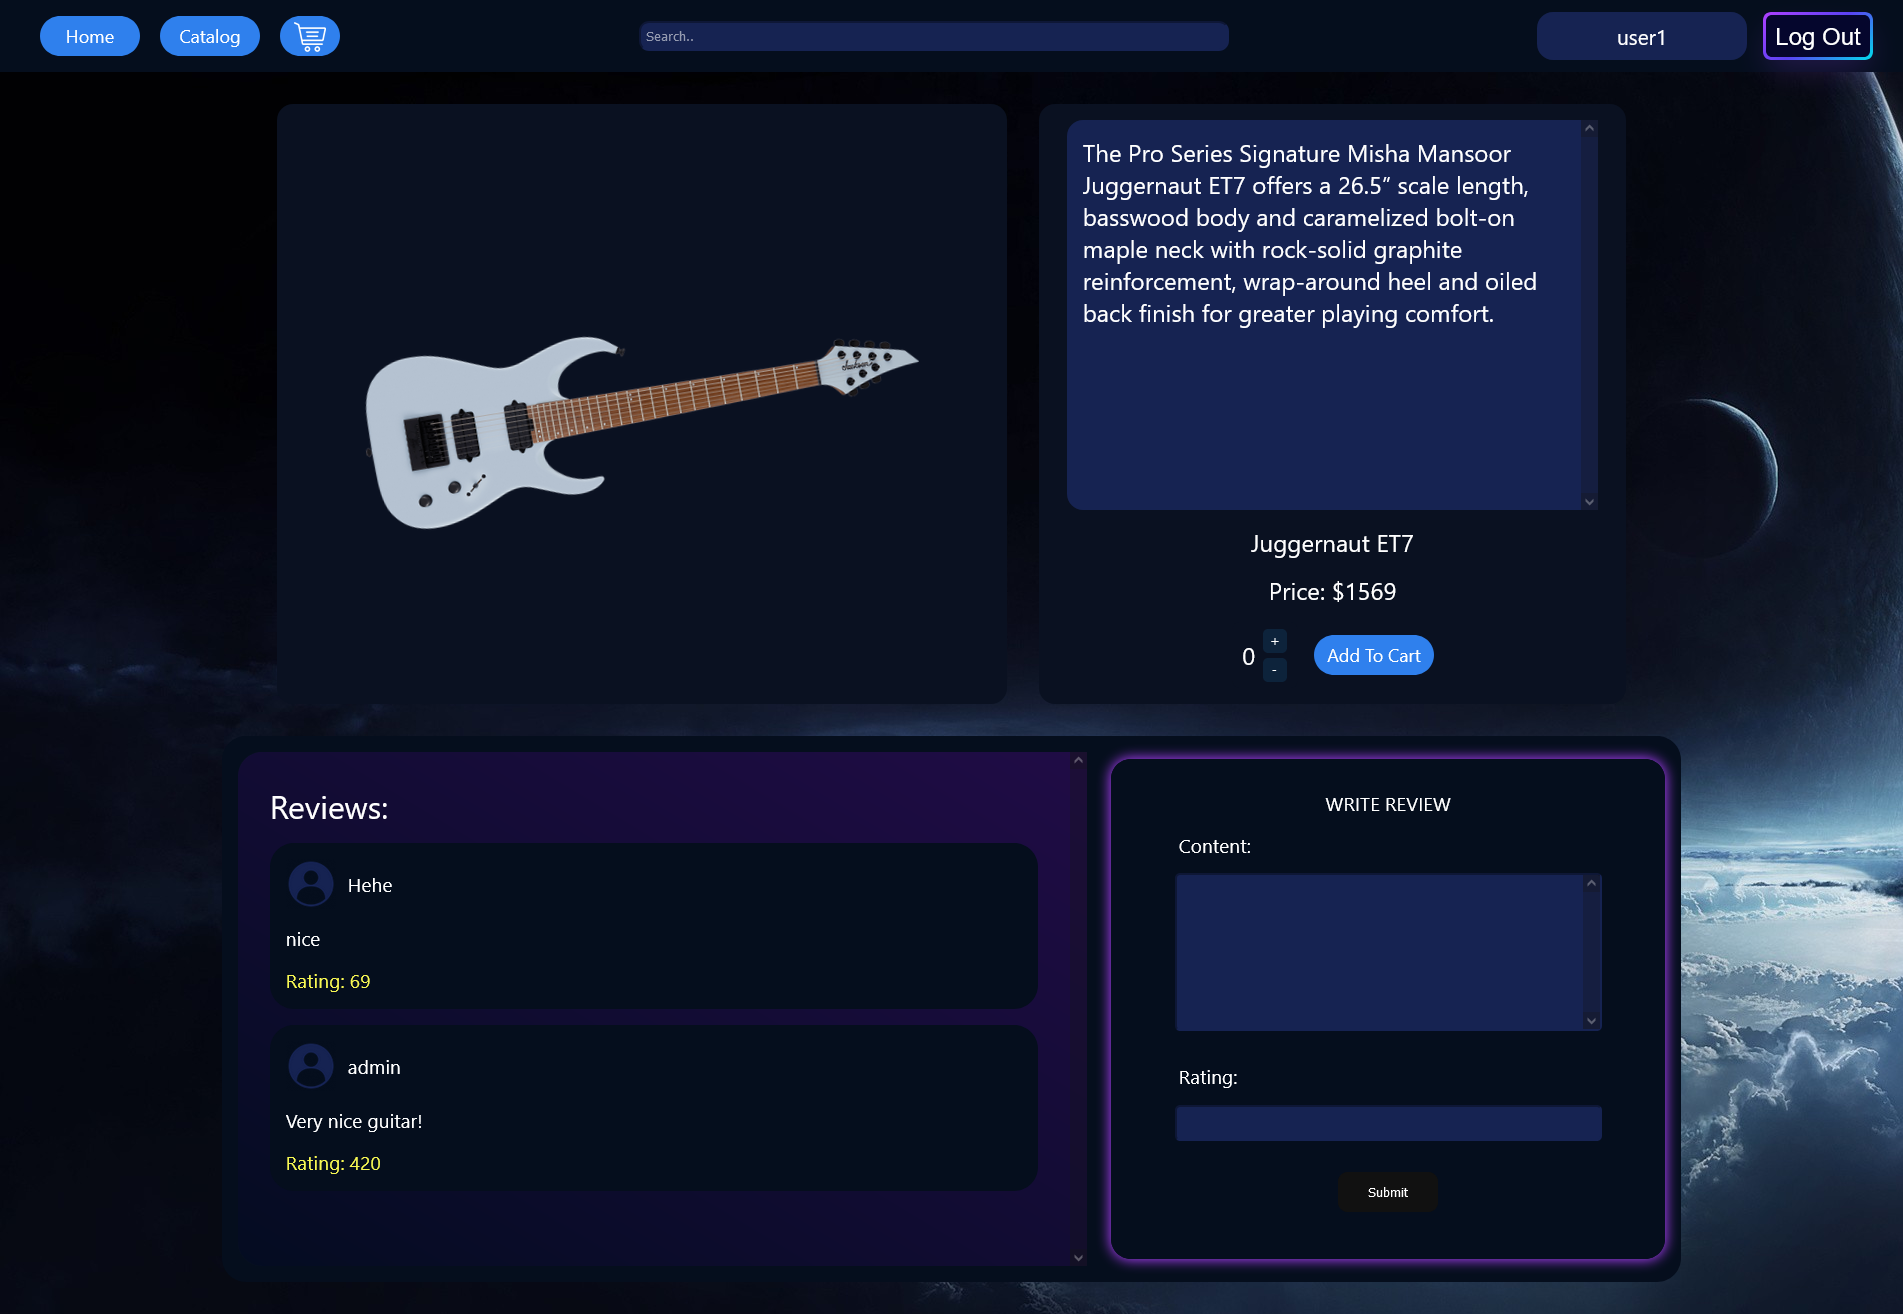 Home
Catalog
Search..
user1
Log Out
The Pro Series Signature Misha Mansoor
Juggernaut ET7 offers a 26.5” scale length,
basswood body and caramelized bolt-on
maple neck with rock-solid graphite
reinforcement, wrap-around heel and oiled
back finish for greater playing comfort.
Jackson
Juggernaut ET7
Price: $1569
0
+
-
Add To Cart
Reviews:
Hehe
nice
Rating: 69
admin
Very nice guitar!
Rating: 420
WRITE REVIEW
Content:
Rating:
Submit